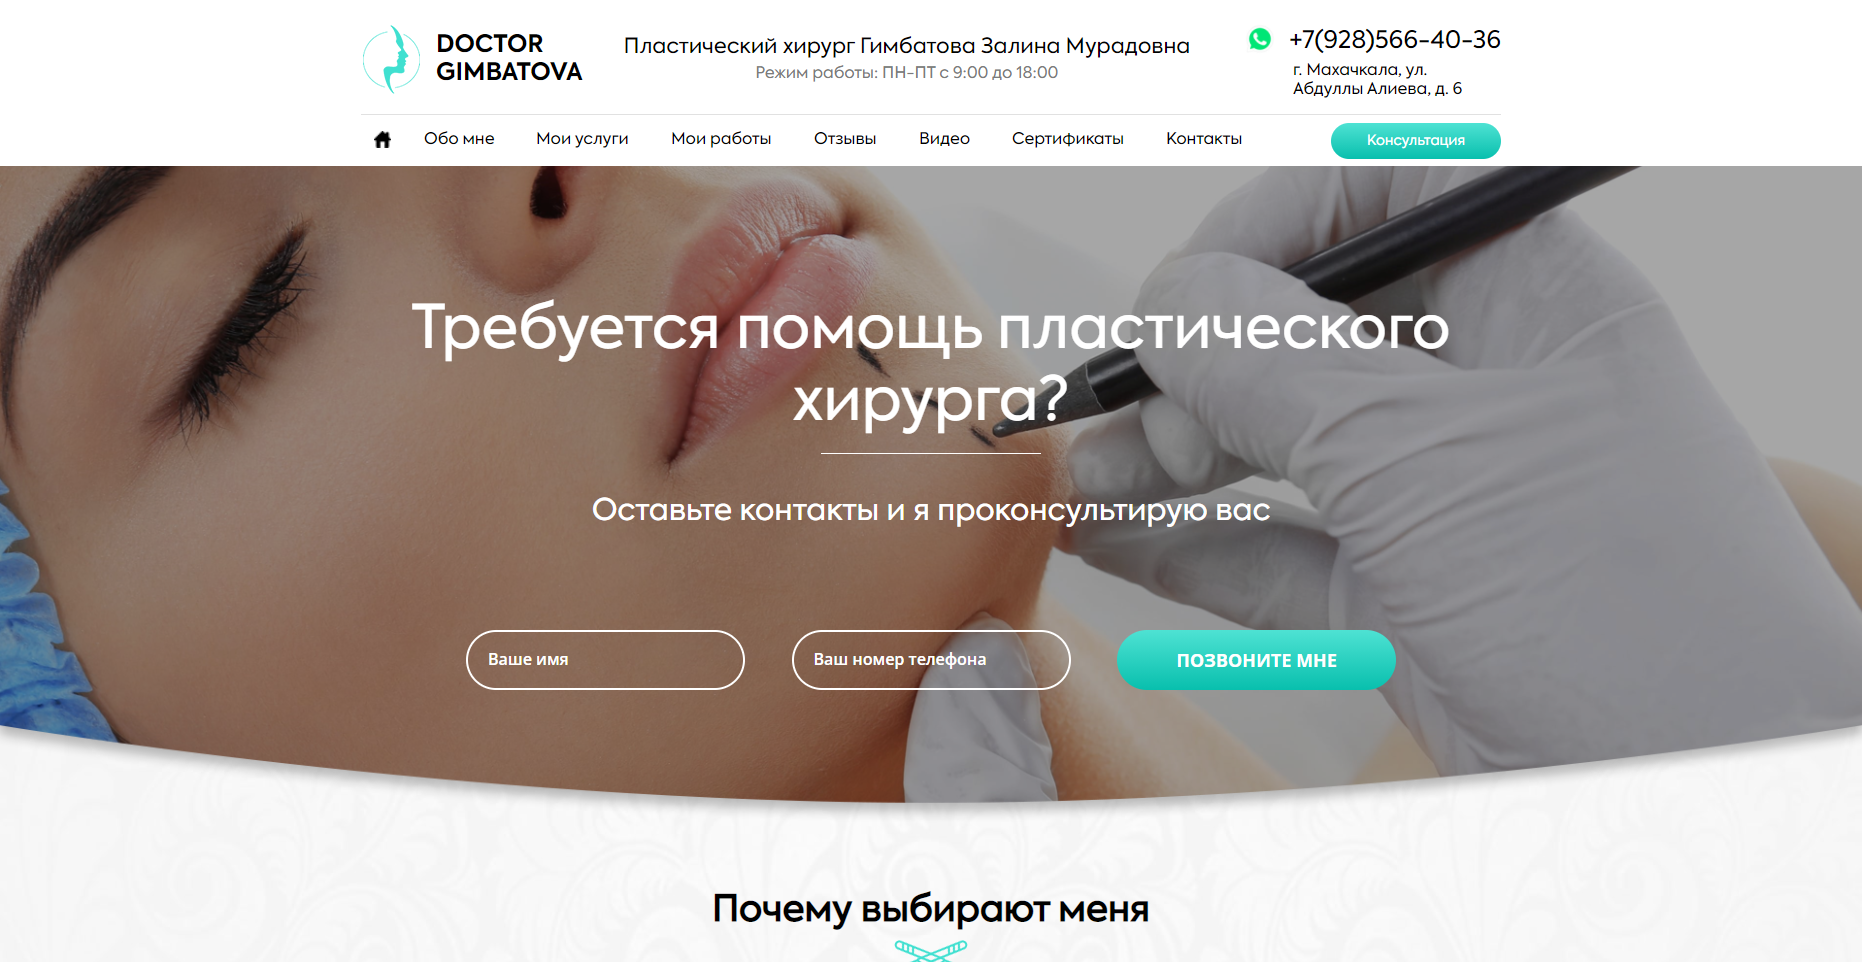 DOCTOR
GIMBATOVA
Пластический хирург Гимбатова Залина Мурадовна
Режим работы: ПН-ПТ с 9:00 до 18:00
+7(928)566-40-36
г. Махачкала, ул.
Абдуллы Алиева, д. 6
Обо мне Мои услуги Мои работы Отзывы Видео Сертификаты Контакты Консультация
Требуется помощь пластического
хирурга?
Оставьте контакты и я проконсультирую вас
Ваше имя Ваш номер телефона ПОЗВОНИТЕ МНЕ
Почему выбирают меня